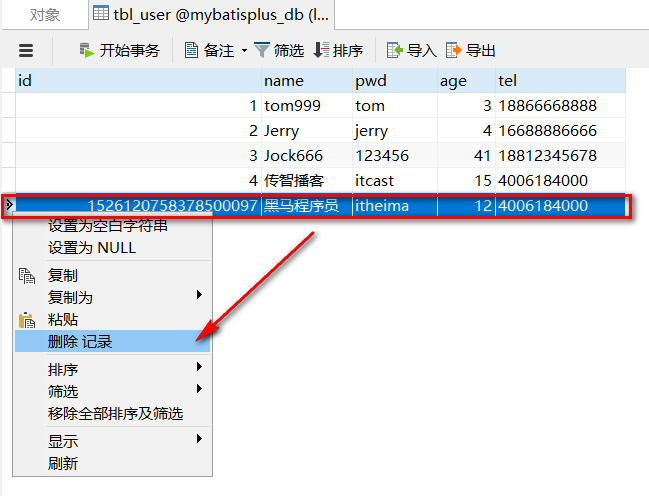 对象 tbl_user @mybatisplus_db (l...
开始事务 备注 筛选 排序 导入 导出
id name pwd age tel
1 tom999 tom 3 18866668888
2 Jerry jerry 4 16688886666
3 Jock666 123456 41 18812345678
4 传智播客 itcast 15 4006184000
1526120758378500097 黑马程序员 itheima 12 4006184000
设置为空白字符串
设置为 NULL
复制
复制为
粘贴
删除 记录
排序
筛选
移除全部排序及筛选
显示
刷新